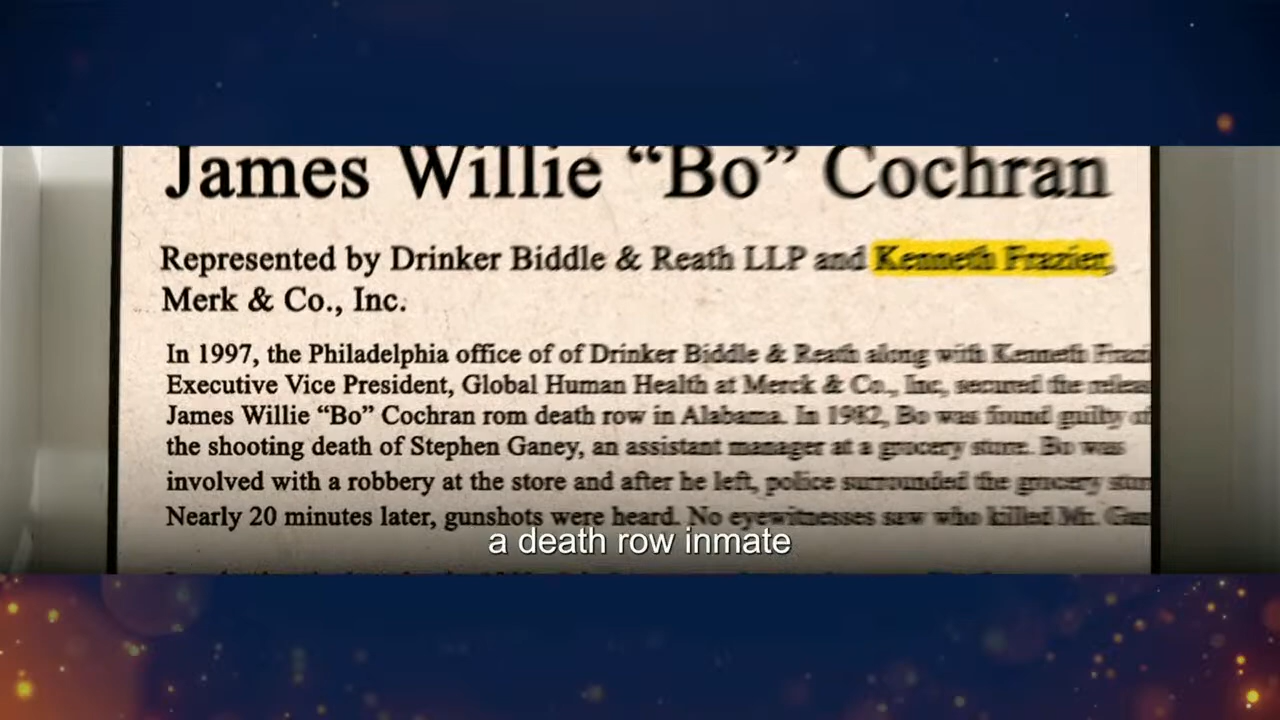 James Willie “Bo” Cochran
Represented by Drinker Biddle & Reath LLP and Kenneth Frazier,
Merk & Co., Inc.
In 1997, the Philadelphia office of of Drinker Biddle & Reath along with Kenneth
Executive Vice President, Global Human Health at Merck & Co., Inc, secured the
James Willie “Bo” Cochran rom death row in Alabama. In 1982, Bo was found guilty of
the shooting death of Stephen Ganey, an assistant manager at a grocery store. Bo was
involved with a robbery at the store and after he left, police surrounded the grocery
Nearly 20 minutes later, gunshots were heard. No eyewitnesses saw who killed Mr.
a death row inmate